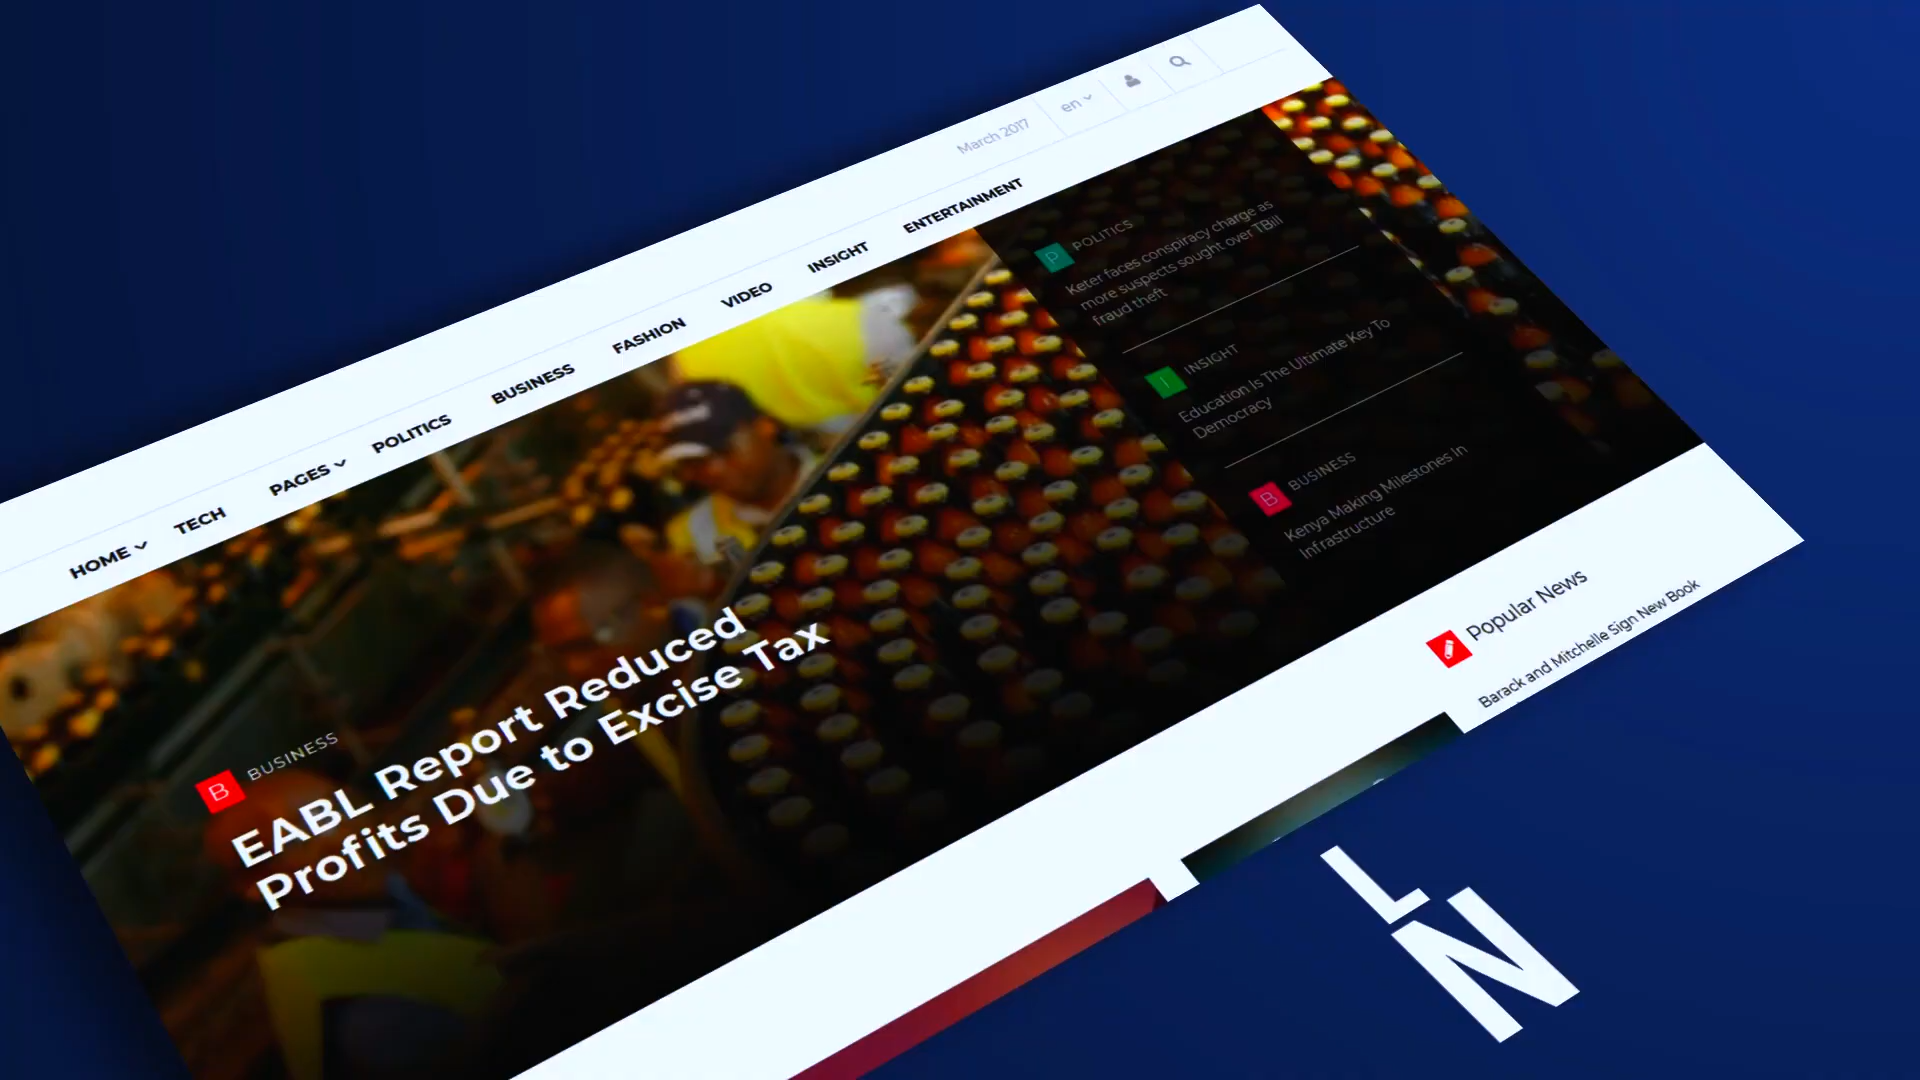 March 2017
en
HOME
TECH
PAGES
POLITICS
BUSINESS
FASHION
VIDEO
INSIGHT
ENTERTAINMENT
B BUSINESS
EABL Report Reduced
Profits Due to Excise Tax
P POLITICS
Keter faces conspiracy charge as
more suspects sought over TBill
fraud theft
I INSIGHT
Education Is The Ultimate Key To
Democracy
B BUSINESS
Kenya Making Milestones In
Infrastructure
Popular News
Barack and Mitchelle Sign New Book
L
N